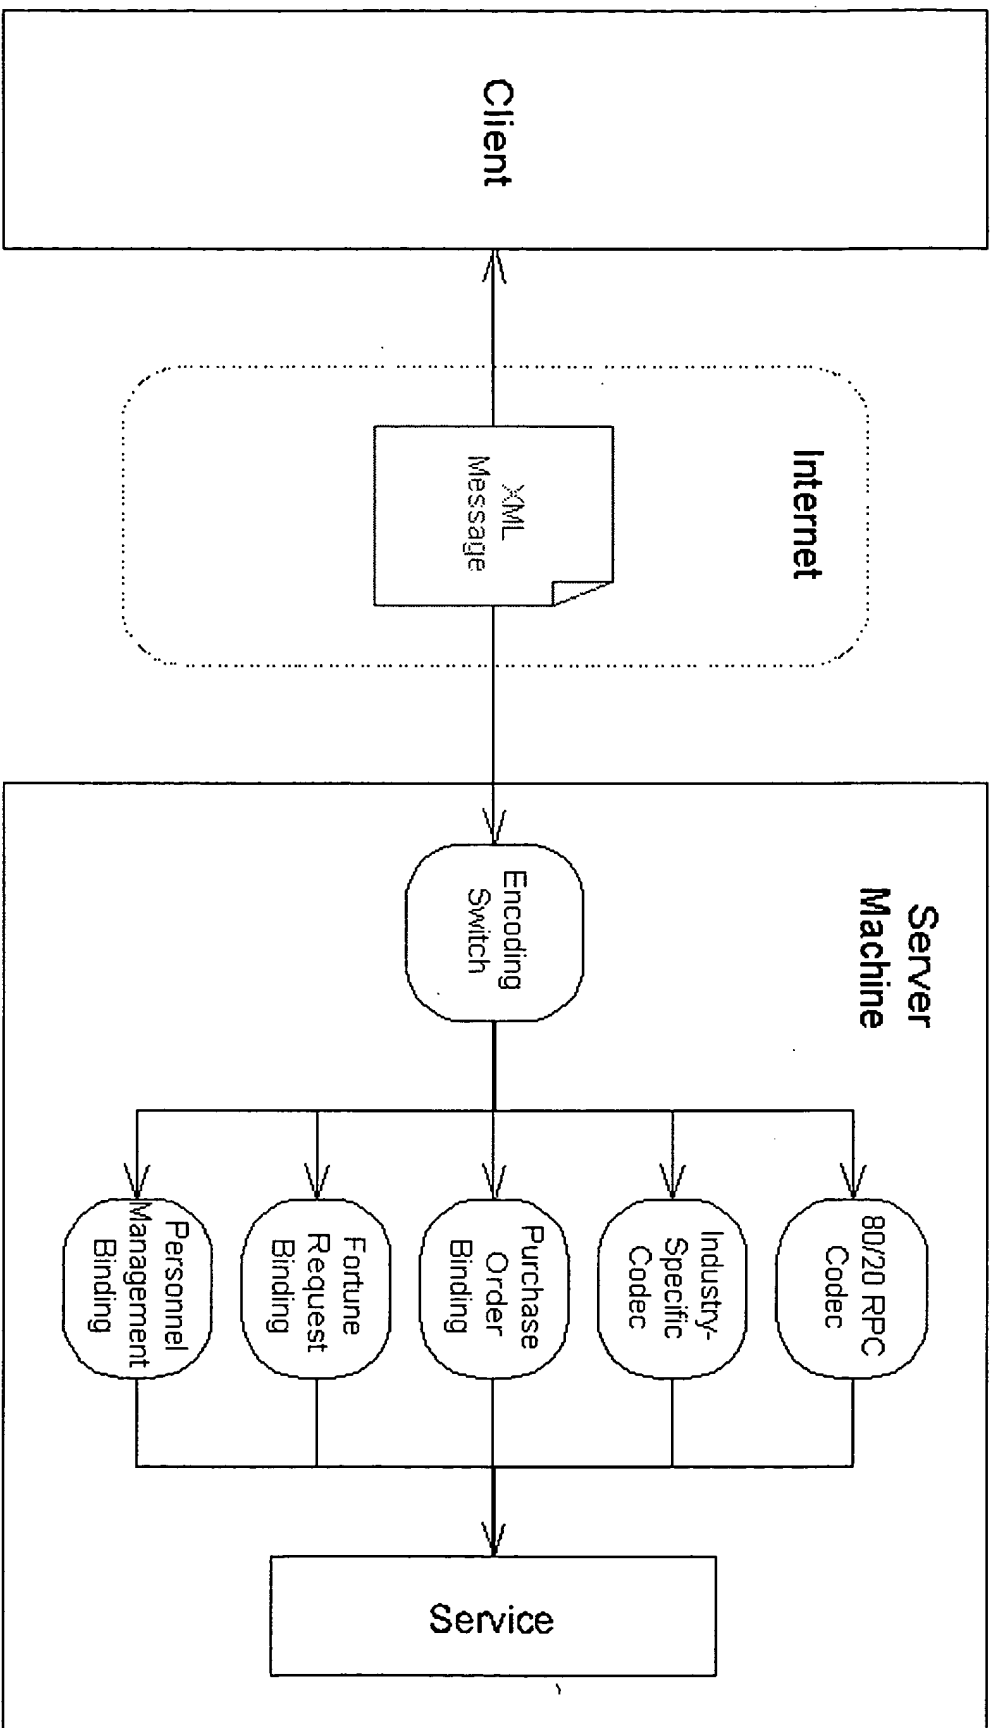 Client
Internet
XML
Message
Server
Machine
Encoding
Switch
80/20 RPC
Codec
Industry-
Specific
Codec
Purchase
Order
Binding
Fortune
Request
Binding
Personnel
Management
Binding
Service